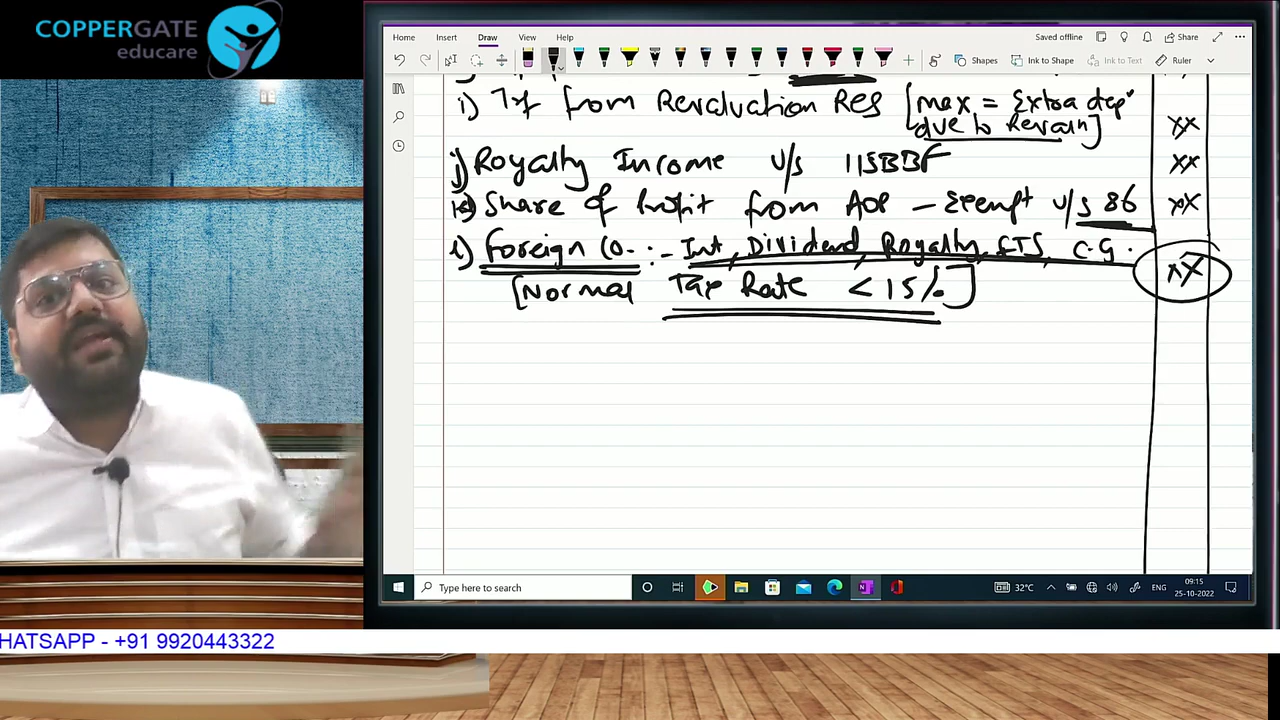 COPPERGATE
educare
Home Insert Draw View Help
Saved offline
Share
Shapes
Ink to Shape
Ink to Text
Ruler
i) Tf from Revaluation Res [max = Extra dep
due to Revaln] xx
j) Royalty Income u/s 115BBF xx
k) Share of Profit from AOP – Exempt u/s 86 xx
l) Foreign Co. :- Int, Dividend, Royalty, FTS, C.G. xx
[Normal Tax Rate < 15%]
Type here to search
32°C
ENG
09:15
25-10-2022
HATSAPP - +91 9920443322